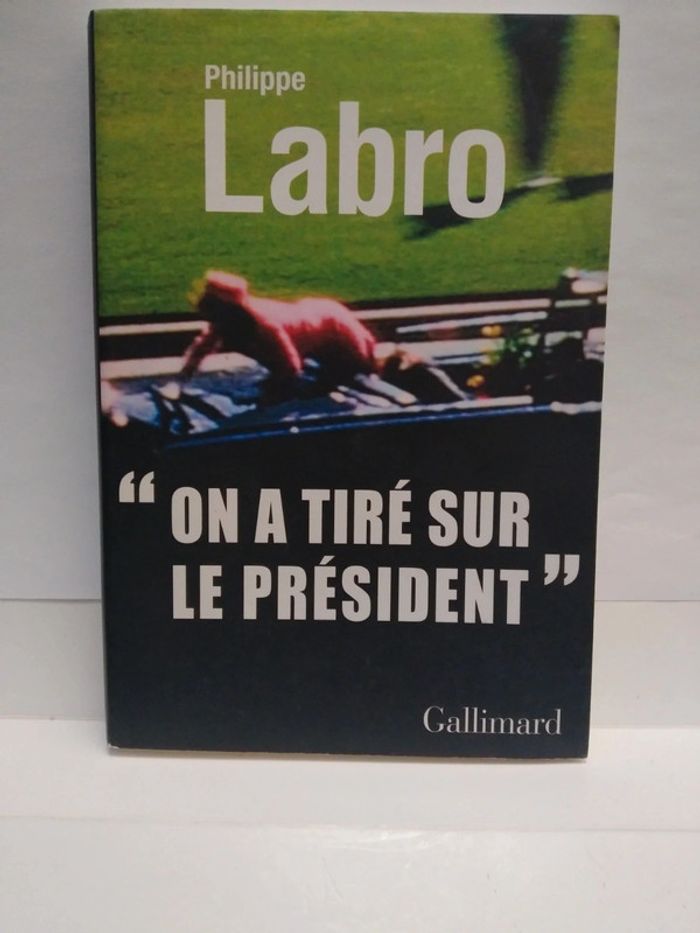 Philippe
Labro
“ ON A TIRÉ SUR
LE PRÉSIDENT ”
Gallimard